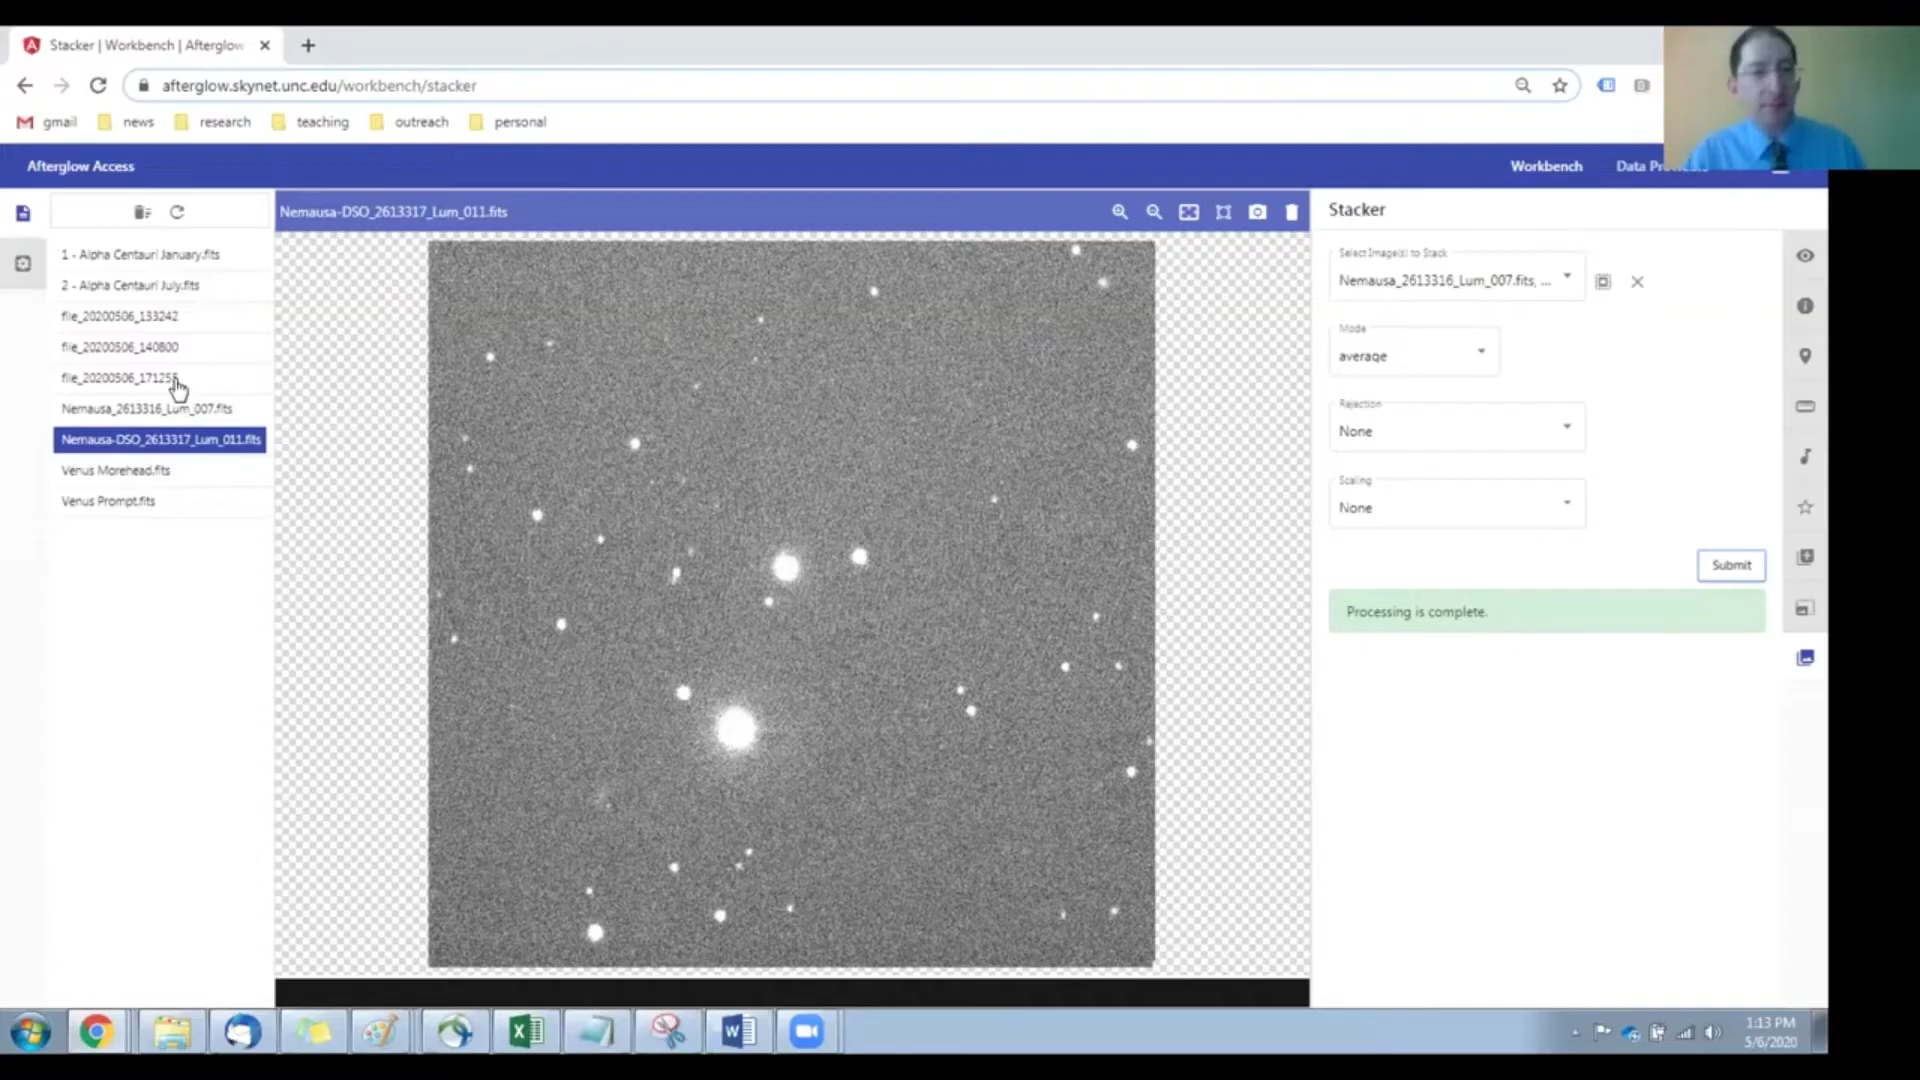 Stacker | Workbench | Afterglow
afterglow.skynet.unc.edu/workbench/stacker
gmail news research teaching outreach personal
Afterglow Access Workbench
Nemausa-DSO_2613317_Lum_011.fits
Stacker
1 - Alpha Centauri January.fits
2 - Alpha Centauri July.fits
file_20200506_133242
file_20200506_140800
file_20200506_171255
Nemausa_2613316_Lum_007.fits
Nemausa-DSO_2613317_Lum_011.fits
Venus Morehead.fits
Venus Prompt.fits
Select Image(s) to Stack
Nemausa_2613316_Lum_007.fits, ...
Mode
average
Rejection
None
Scaling
None
Submit
Processing is complete.
1:13 PM
5/6/2020